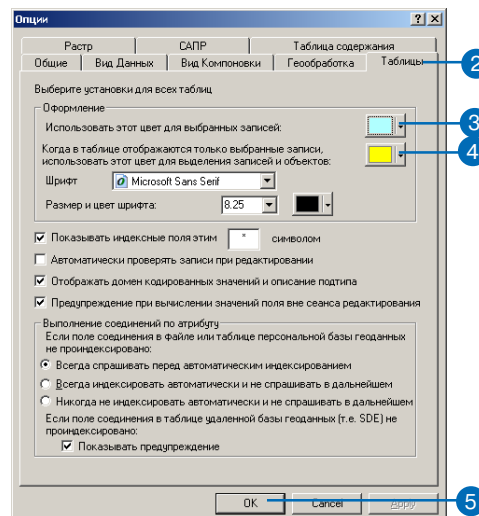 Опции
Растр САПР Таблица содержания
Общие Вид Данных Вид Компоновки Геообработка Таблицы
2
Выберите установки для всех таблиц
Оформление
Использовать этот цвет для выбранных записей:
3
Когда в таблице отображаются только выбранные записи,
использовать этот цвет для выделения записей и объектов:
4
Шрифт Microsoft Sans Serif
Размер и цвет шрифта: 8.25
Показывать индексные поля этим * символом
Автоматически проверять записи при редактировании
Отображать домен кодированных значений и описание подтипа
Предупреждение при вычислении значений поля вне сеанса редактирования
Выполнение соединений по атрибуту
Если поле соединения в файле или таблице персональной базы геоданных
не проиндексировано:
Всегда спрашивать перед автоматическим индексированием
Всегда индексировать автоматически и не спрашивать в дальнейшем
Никогда не индексировать автоматически и не спрашивать в дальнейшем
Если поле соединения в таблице удаленной базы геоданных (т.е. SDE) не
проиндексировано:
Показывать предупреждение
OK Cancel Apply
5